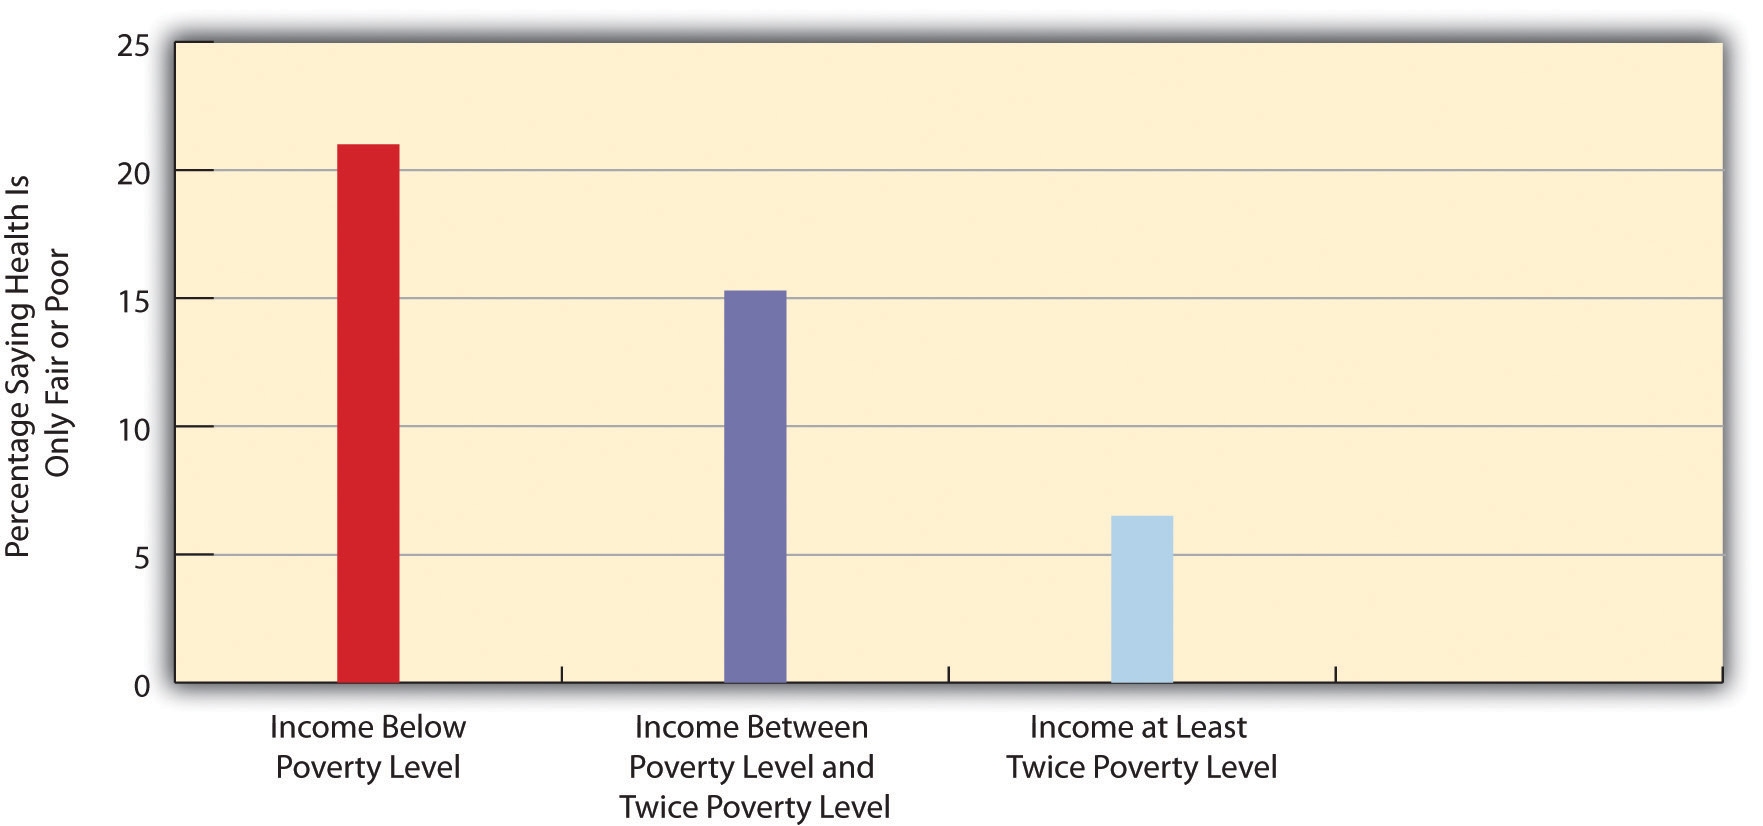 Percentage Saying Health Is
Only Fair or Poor
25
20
15
10
5
0
Income Below
Poverty Level
Income Between
Poverty Level and
Twice Poverty Level
Income at Least
Twice Poverty Level